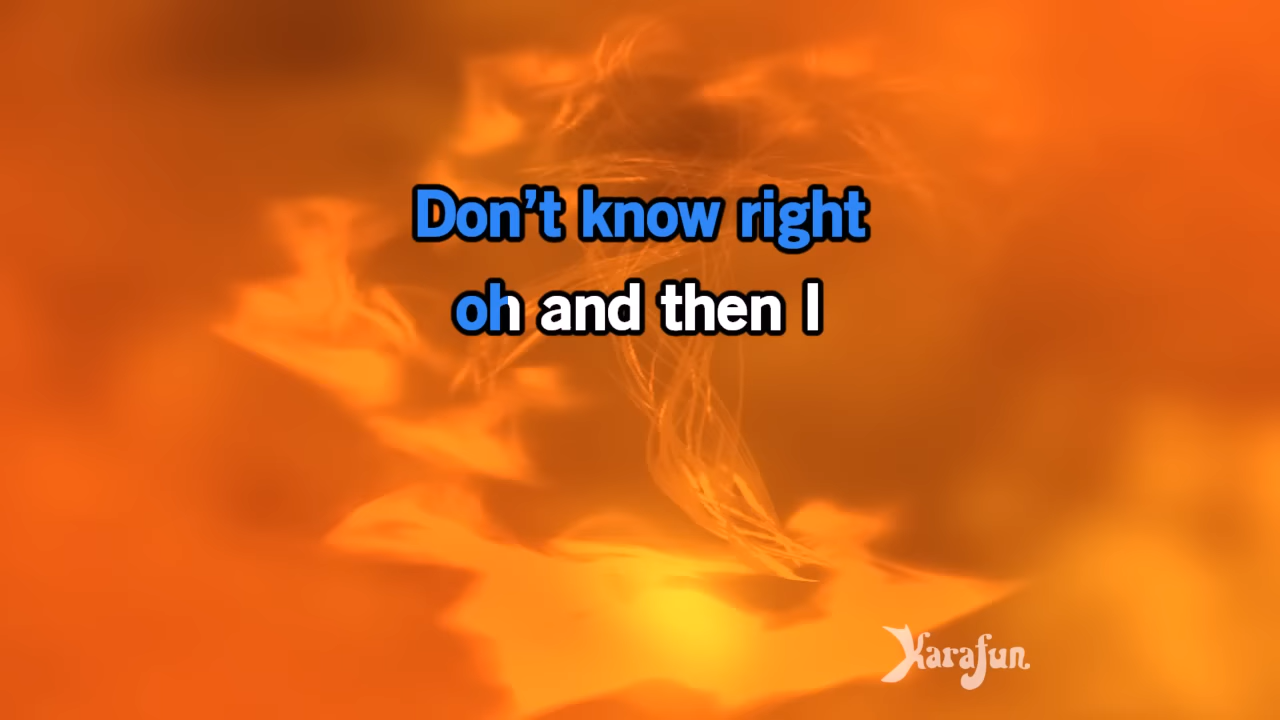 Don’t know right
oh and then I
Karafun